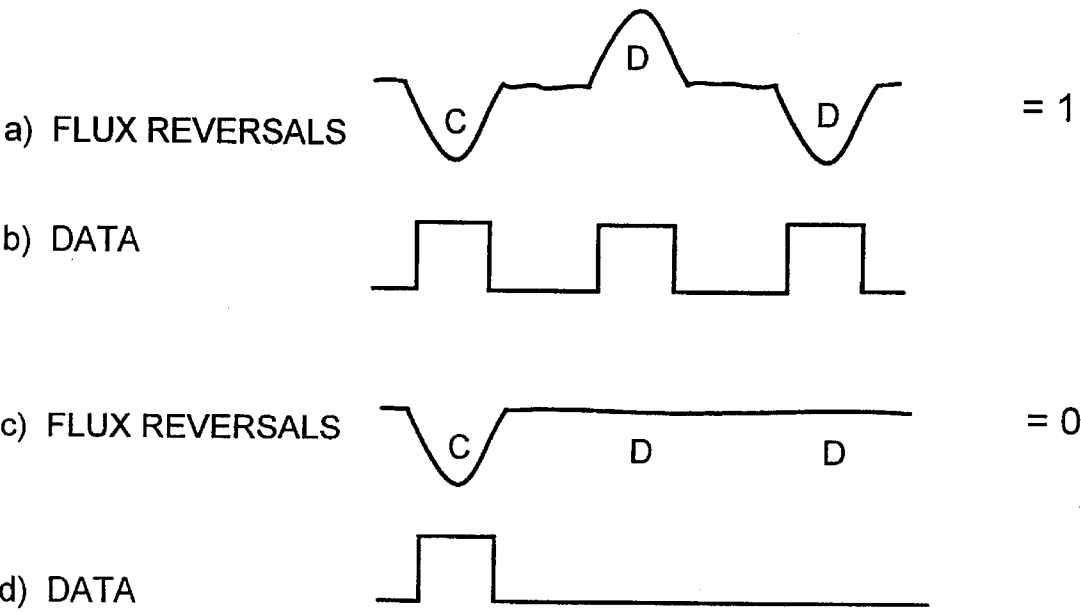 D
a) FLUX REVERSALS C D = 1
b) DATA
c) FLUX REVERSALS C D D = 0
d) DATA